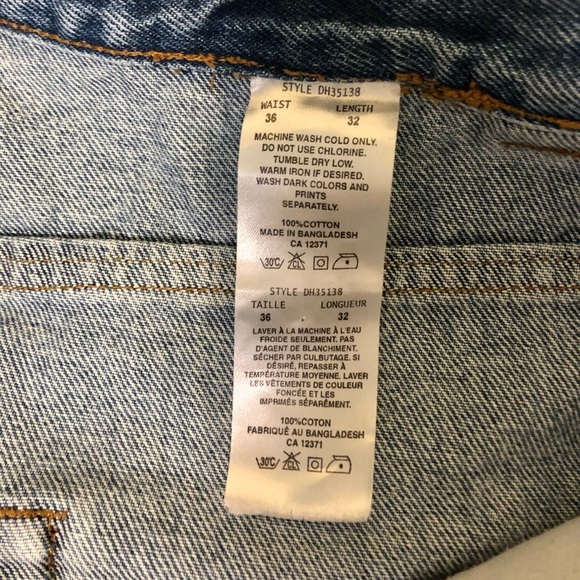 STYLE DH35138
WAIST LENGTH
36 32
MACHINE WASH COLD ONLY.
DO NOT USE CHLORINE.
TUMBLE DRY LOW.
WARM IRON IF DESIRED.
WASH DARK COLORS AND
PRINTS
SEPARATELY.
100%COTTON
MADE IN BANGLADESH
CA 12371
30°C CL
STYLE DH35138
TAILLE LONGUEUR
36 32
LAVER À LA MACHINE À L'EAU
FROIDE SEULEMENT. PAS
D'AGENT DE BLANCHIMENT.
SÉCHER PAR CULBUTAGE. SI
DÉSIRÉ, REPASSER À
TEMPÉRATURE MOYENNE. LAVER
LES VÊTEMENTS DE COULEUR
FONCÉE ET LES
IMPRIMÉS SÉPARÉMENT.
100%COTON
FABRIQUÉ AU BANGLADESH
CA 12371
30°C CL